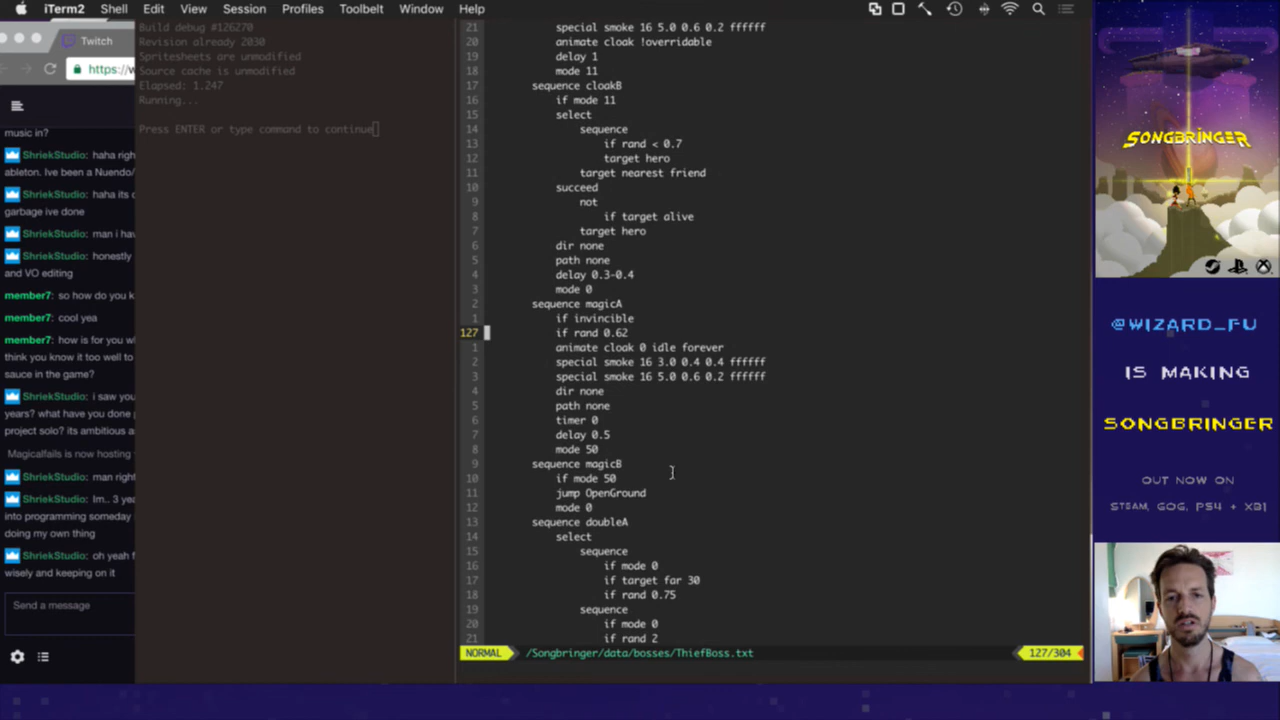 iTerm2 Shell Edit View Session Profiles Toolbelt Window Help
Twitch
https://w
music in?
ShriekStudio: haha righ
ableton. Ive been a Nuendo/
ShriekStudio: haha its
garbage ive done
ShriekStudio: man i hav
ShriekStudio: honestly
and VO editing
member7: so how do you k
member7: cool yea
member7: how is for you w
think you know it too well to
sauce in the game?
ShriekStudio: i saw you
years? what have you done
project solo? its ambitious a
Magicalfails is now hosting
ShriekStudio: man right
ShriekStudio: Im.. 3 yea
into programming someday
doing my own thing
ShriekStudio: oh yeah f
wisely and keeping on it
Send a message
Build debug #126270
Revision already 2030
Spritesheets are unmodified
Source cache is unmodified
Elapsed: 1.247
Running...
Press ENTER or type command to continue
21 special smoke 16 5.0 0.6 0.2 ffffff
20 animate cloak !overridable
19 delay 1
18 mode 11
17 sequence cloakB
16 if mode 11
15 select
14 sequence
13 if rand < 0.7
12 target hero
11 target nearest friend
10 succeed
9 not
8 if target alive
7 target hero
6 dir none
5 path none
4 delay 0.3-0.4
3 mode 0
2 sequence magicA
1 if invincible
127 if rand 0.62
1 animate cloak 0 idle forever
2 special smoke 16 3.0 0.4 0.4 ffffff
3 special smoke 16 5.0 0.6 0.2 ffffff
4 dir none
5 path none
6 timer 0
7 delay 0.5
8 mode 50
9 sequence magicB
10 if mode 50
11 jump OpenGround
12 mode 0
13 sequence doubleA
14 select
15 sequence
16 if mode 0
17 if target far 30
18 if rand 0.75
19 sequence
20 if mode 0
21 if rand 2
NORMAL /Songbringer/data/bosses/ThiefBoss.txt 127/304
SONGBRINGER
@WIZARD_FU
IS MAKING
SONGBRINGER
OUT NOW ON
STEAM, GOG, PS4 + XB1